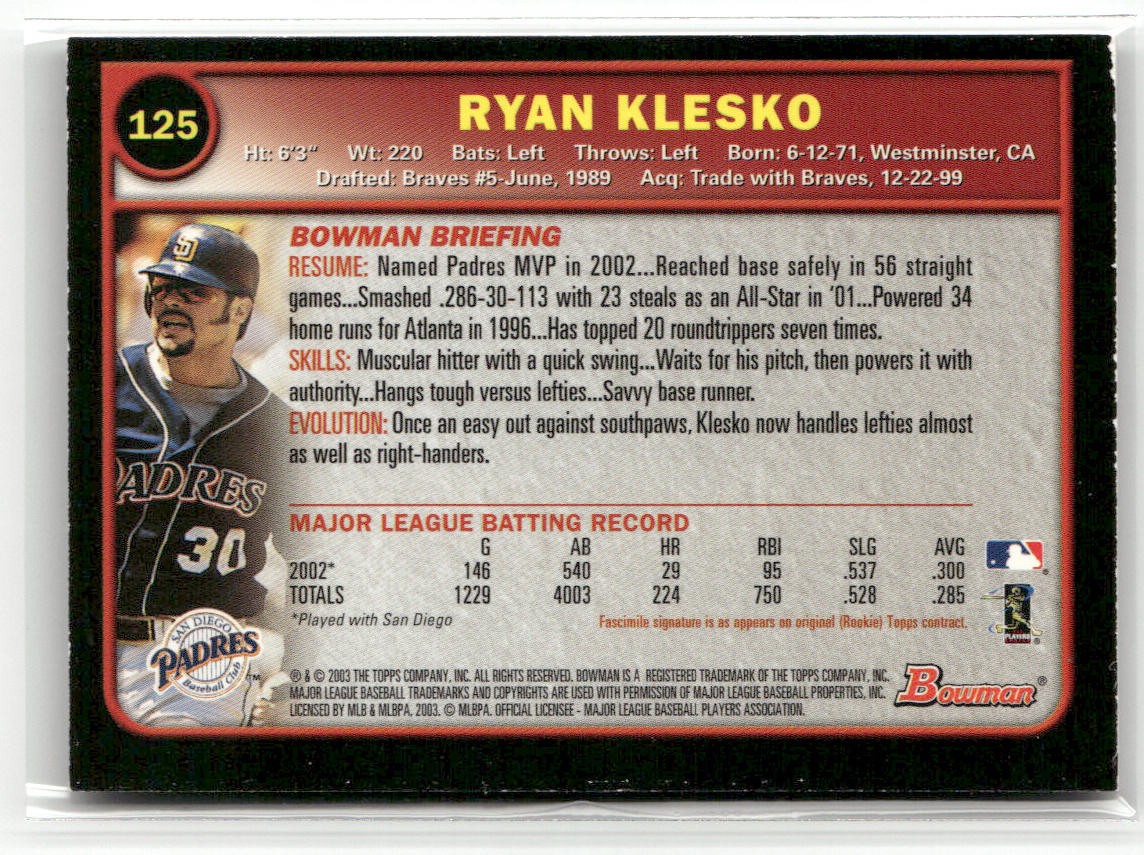 125
RYAN KLESKO
Ht: 6'3" Wt: 220 Bats: Left Throws: Left Born: 6-12-71, Westminster, CA
Drafted: Braves #5-June, 1989 Acq: Trade with Braves, 12-22-99
SD
BOWMAN BRIEFING
RESUME: Named Padres MVP in 2002...Reached base safely in 56 straight
games...Smashed .286-30-113 with 23 steals as an All-Star in '01...Powered 34
home runs for Atlanta in 1996...Has topped 20 roundtrippers seven times.
SKILLS: Muscular hitter with a quick swing...Waits for his pitch, then powers it with
authority...Hangs tough versus lefties...Savvy base runner.
EVOLUTION: Once an easy out against southpaws, Klesko now handles lefties almost
as well as right-handers.
PADRES
30
MAJOR LEAGUE BATTING RECORD
G AB HR RBI SLG AVG
2002* 146 540 29 95 .537 .300
TOTALS 1229 4003 224 750 .528 .285
*Played with San Diego
Fascimile signature is as appears on original (Rookie) Topps contract.
PLAYERS
SAN DIEGO
PADRES
Baseball Club
TM
® & © 2003 THE TOPPS COMPANY, INC. ALL RIGHTS RESERVED. BOWMAN IS A REGISTERED TRADEMARK OF THE TOPPS COMPANY, INC.
MAJOR LEAGUE BASEBALL TRADEMARKS AND COPYRIGHTS ARE USED WITH PERMISSION OF MAJOR LEAGUE BASEBALL PROPERTIES, INC.
LICENSED BY MLB & MLBPA. 2003. © MLBPA. OFFICIAL LICENSEE - MAJOR LEAGUE BASEBALL PLAYERS ASSOCIATION.
Bowman®